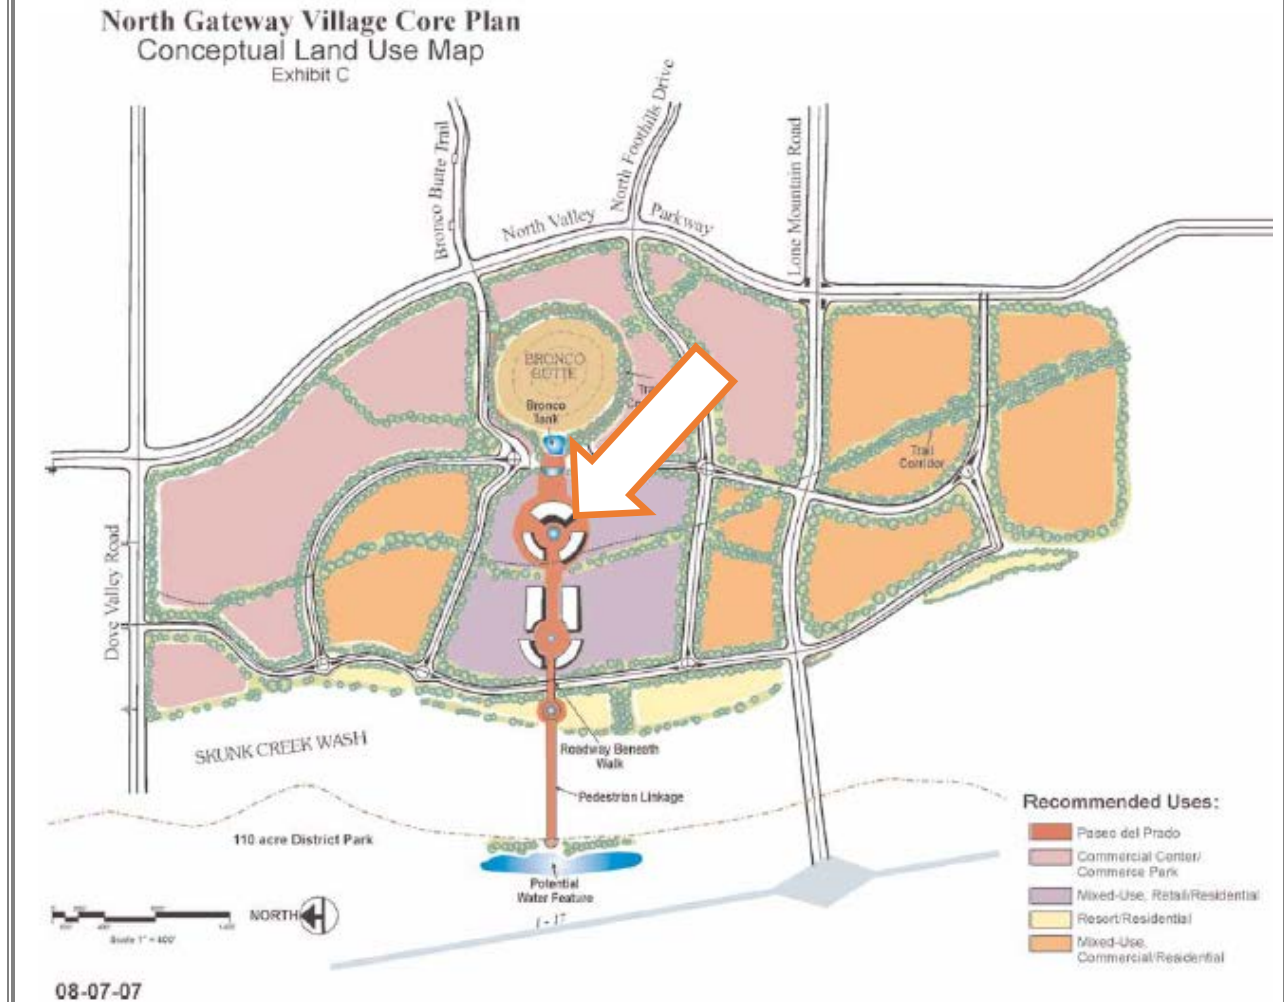 North Gateway Village Core Plan
Conceptual Land Use Map
Exhibit C
Bronco Butte Trail
North Foothills Drive
North Valley
Parkway
Lone Mountain Road
BRONCO
BUTTE
Bronco
Tank
Trail
Corridor
Dove Valley Road
SKUNK CREEK WASH
Roadway Beneath
Walk
Pedestrian Linkage
110 acre District Park
Potential
Water Feature
I - 17
NORTH
Scale 1" = 400'
Recommended Uses:
Paseo del Prado
Commercial Center/
Commerce Park
Mixed-Use, Retail/Residential
Resort/Residential
Mixed-Use,
Commercial/Residential
08-07-07